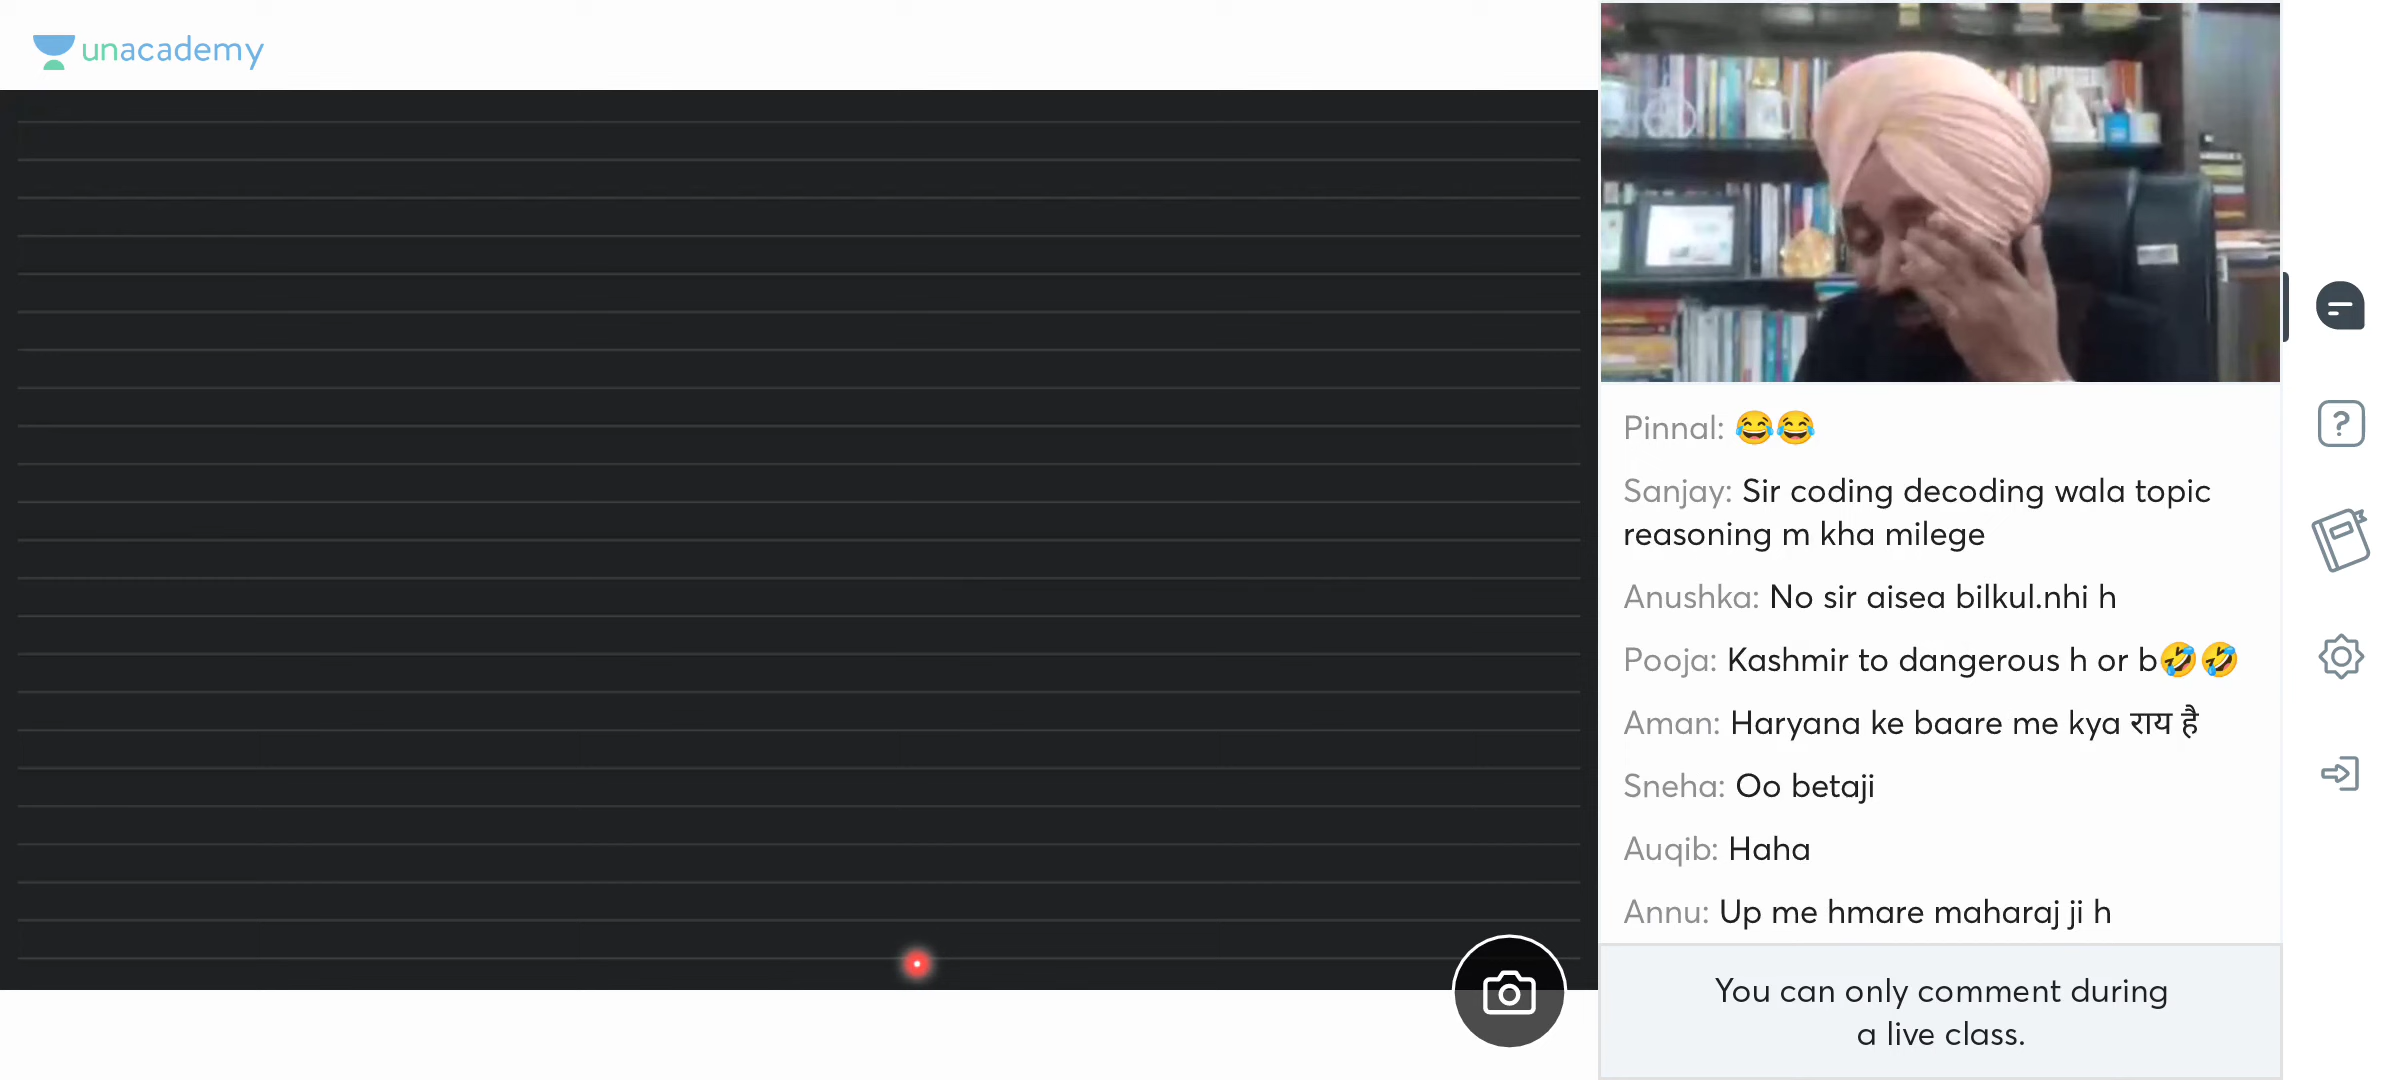 unacademy
Pinnal: 😂😂
Sanjay: Sir coding decoding wala topic
reasoning m kha milege
Anushka: No sir aisea bilkul.nhi h
Pooja: Kashmir to dangerous h or b🤣🤣
Aman: Haryana ke baare me kya राय है
Sneha: Oo betaji
Auqib: Haha
Annu: Up me hmare maharaj ji h
You can only comment during
a live class.